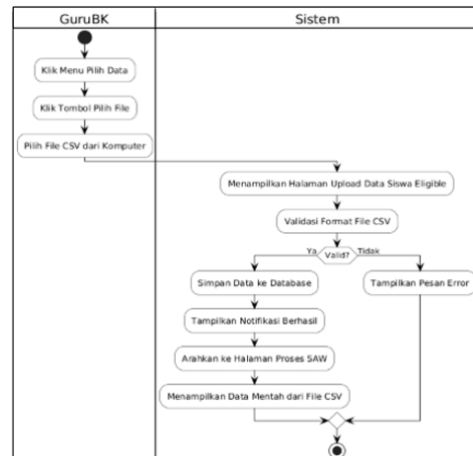 GuruBK
Sistem
Klik Menu Pilih Data
Klik Tombol Pilih File
Pilih File CSV dari Komputer
Menampilkan Halaman Upload Data Siswa Eligible
Validasi Format File CSV
Ya
Valid?
Tidak
Simpan Data ke Database
Tampilkan Pesan Error
Tampilkan Notifikasi Berhasil
Arahkan ke Halaman Proses SAW
Menampilkan Data Mentah dari File CSV